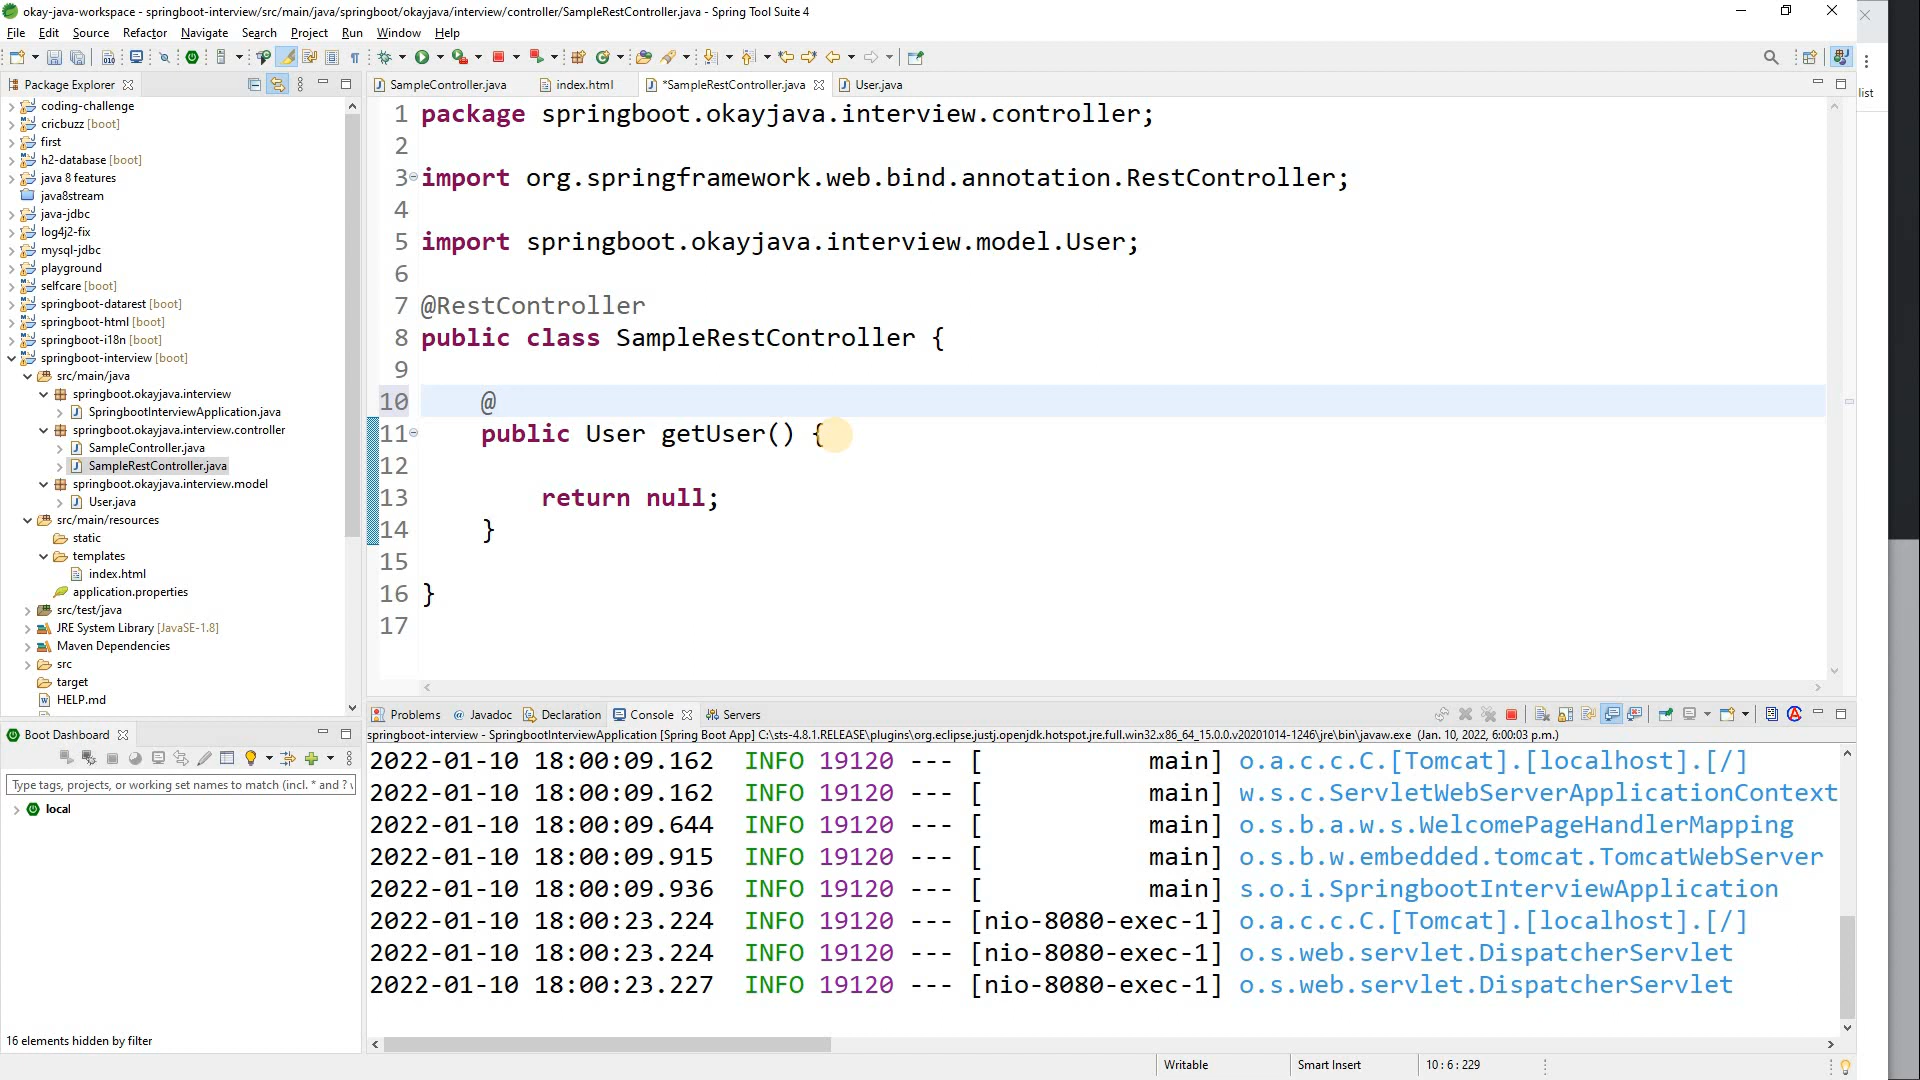 okay-java-workspace - springboot-interview/src/main/java/springboot/okayjava/interview/controller/SampleRestController.java - Spring Tool Suite 4
File Edit Source Refactor Navigate Search Project Run Window Help
Package Explorer
coding-challenge
cricbuzz [boot]
first
h2-database [boot]
java 8 features
java8stream
java-jdbc
log4j2-fix
mysql-jdbc
playground
selfcare [boot]
springboot-datarest [boot]
springboot-html [boot]
springboot-i18n [boot]
springboot-interview [boot]
src/main/java
springboot.okayjava.interview
SpringbootInterviewApplication.java
springboot.okayjava.interview.controller
SampleController.java
SampleRestController.java
springboot.okayjava.interview.model
User.java
src/main/resources
static
templates
index.html
application.properties
src/test/java
JRE System Library [JavaSE-1.8]
Maven Dependencies
src
target
HELP.md
Boot Dashboard
Type tags, projects, or working set names to match (incl. * and ?
local
16 elements hidden by filter
SampleController.java index.html *SampleRestController.java User.java
list
1 package springboot.okayjava.interview.controller;
2
3 import org.springframework.web.bind.annotation.RestController;
4
5 import springboot.okayjava.interview.model.User;
6
7 @RestController
8 public class SampleRestController {
9
10 @
11 public User getUser() {
12
13 return null;
14 }
15
16 }
17
Problems @ Javadoc Declaration Console Servers
springboot-interview - SpringbootInterviewApplication [Spring Boot App] C:\sts-4.8.1.RELEASE\plugins\org.eclipse.justj.openjdk.hotspot.jre.full.win32.x86_64_15.0.0.v20201014-1246\jre\bin\javaw.exe (Jan. 10, 2022, 6:00:03 p.m.)
2022-01-10 18:00:09.162 INFO 19120 --- [ main] o.a.c.c.C.[Tomcat].[localhost].[/]
2022-01-10 18:00:09.162 INFO 19120 --- [ main] w.s.c.ServletWebServerApplicationContext
2022-01-10 18:00:09.644 INFO 19120 --- [ main] o.s.b.a.w.s.WelcomePageHandlerMapping
2022-01-10 18:00:09.915 INFO 19120 --- [ main] o.s.b.w.embedded.tomcat.TomcatWebServer
2022-01-10 18:00:09.936 INFO 19120 --- [ main] s.o.i.SpringbootInterviewApplication
2022-01-10 18:00:23.224 INFO 19120 --- [nio-8080-exec-1] o.a.c.c.C.[Tomcat].[localhost].[/]
2022-01-10 18:00:23.224 INFO 19120 --- [nio-8080-exec-1] o.s.web.servlet.DispatcherServlet
2022-01-10 18:00:23.227 INFO 19120 --- [nio-8080-exec-1] o.s.web.servlet.DispatcherServlet
Writable Smart Insert 10 : 6 : 229